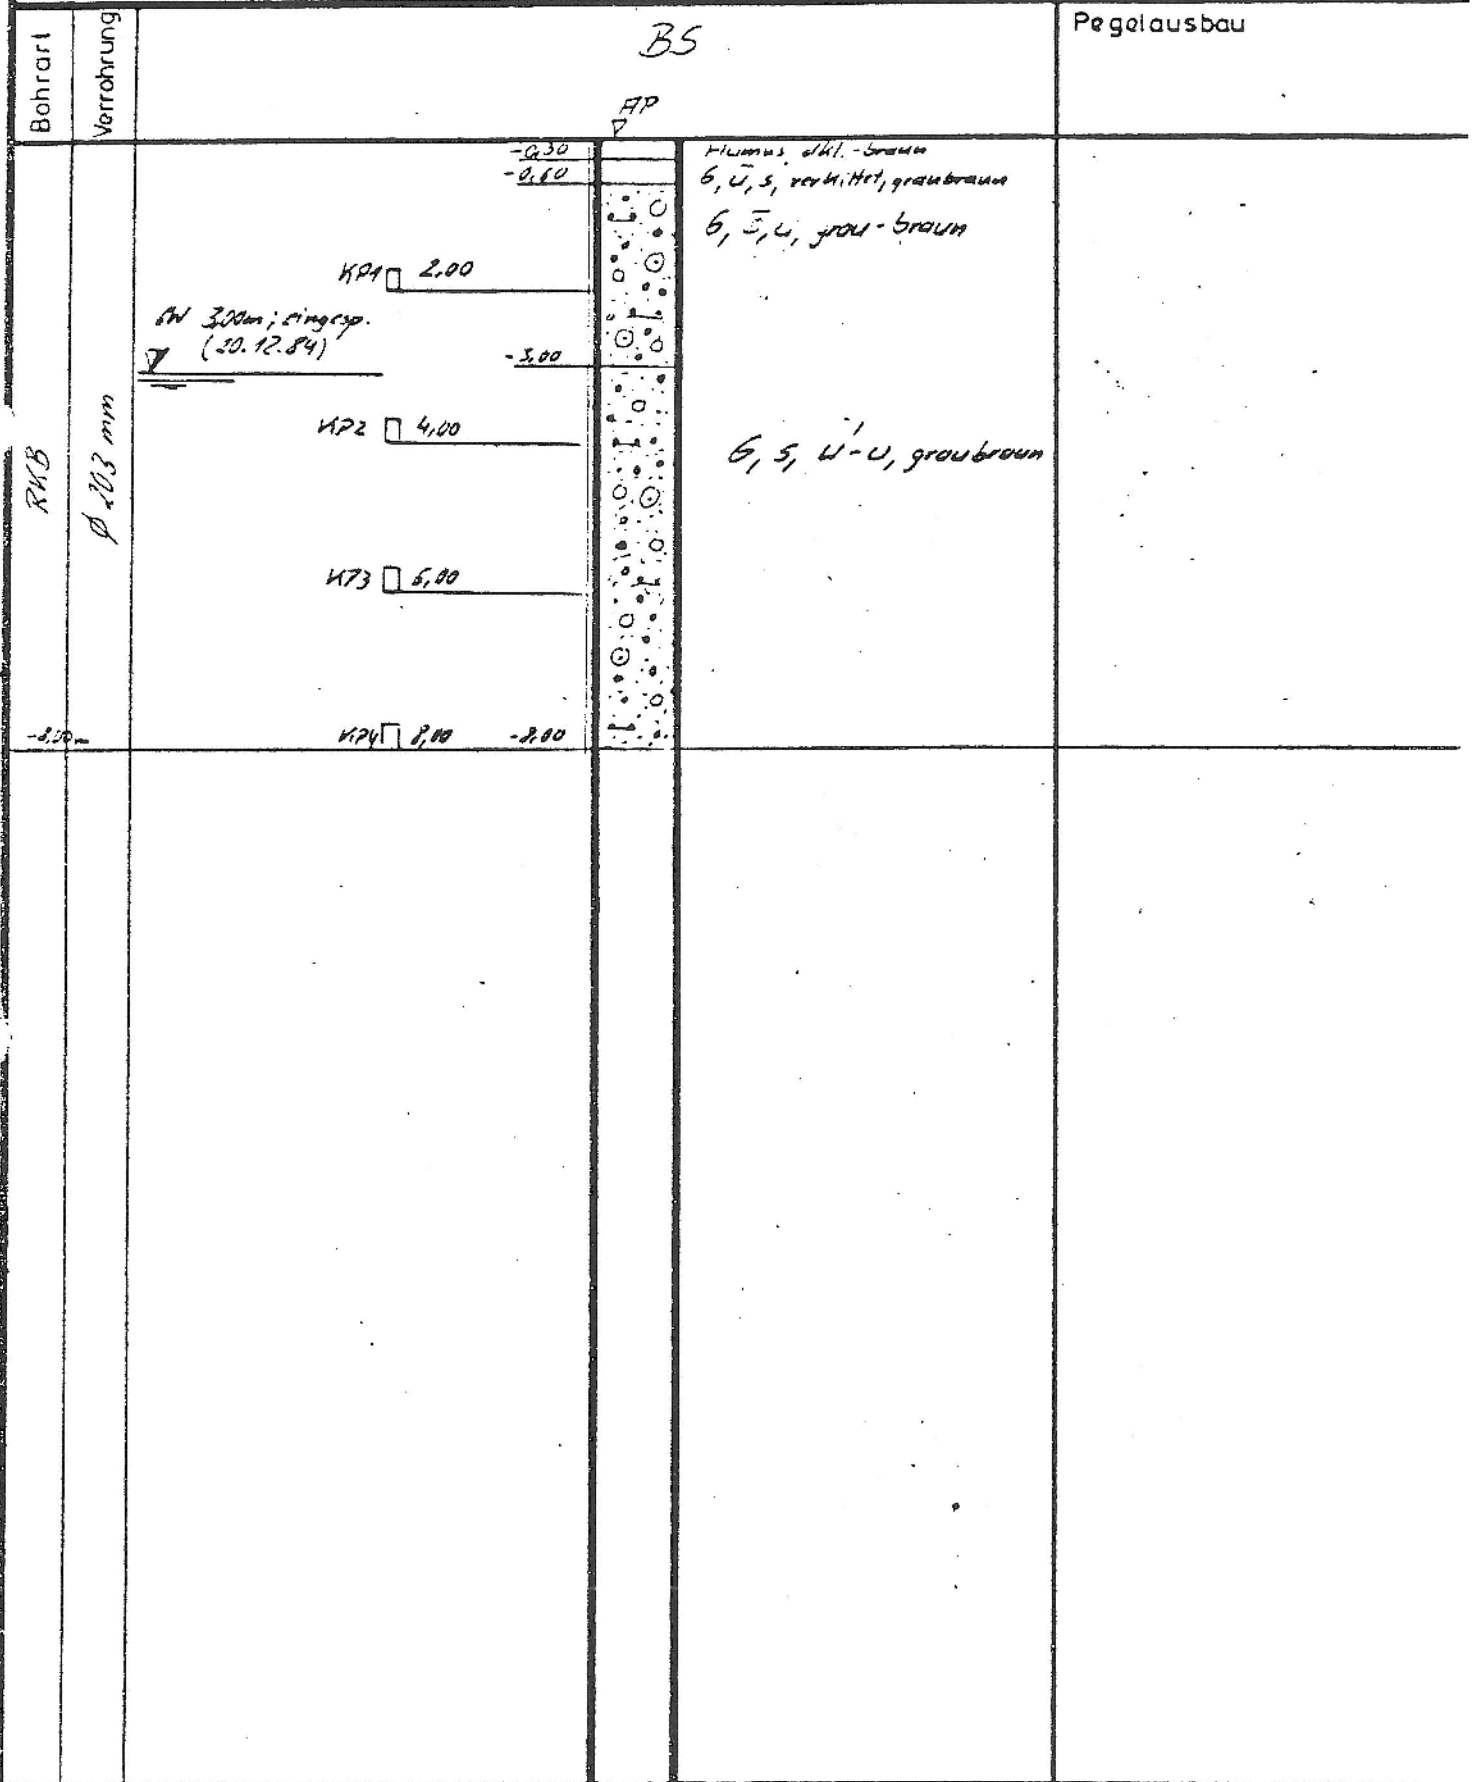 Bohrart
Verrohrung
BS
Pegelausbau
AP
-0,30
Humus dkl.-braun
-0,60
G, ū, s, verkittet, graubraun
G, s̄, u, grau-braun
KP1 2,00
GW 3,00m; eingesp.
(20.12.84)
-3,00
KP2 4,00
G, s, u'-u, graubraun
RKB
Ø 203 mm
KP3 6,00
-8,00m
KP4 8,00
-8,00